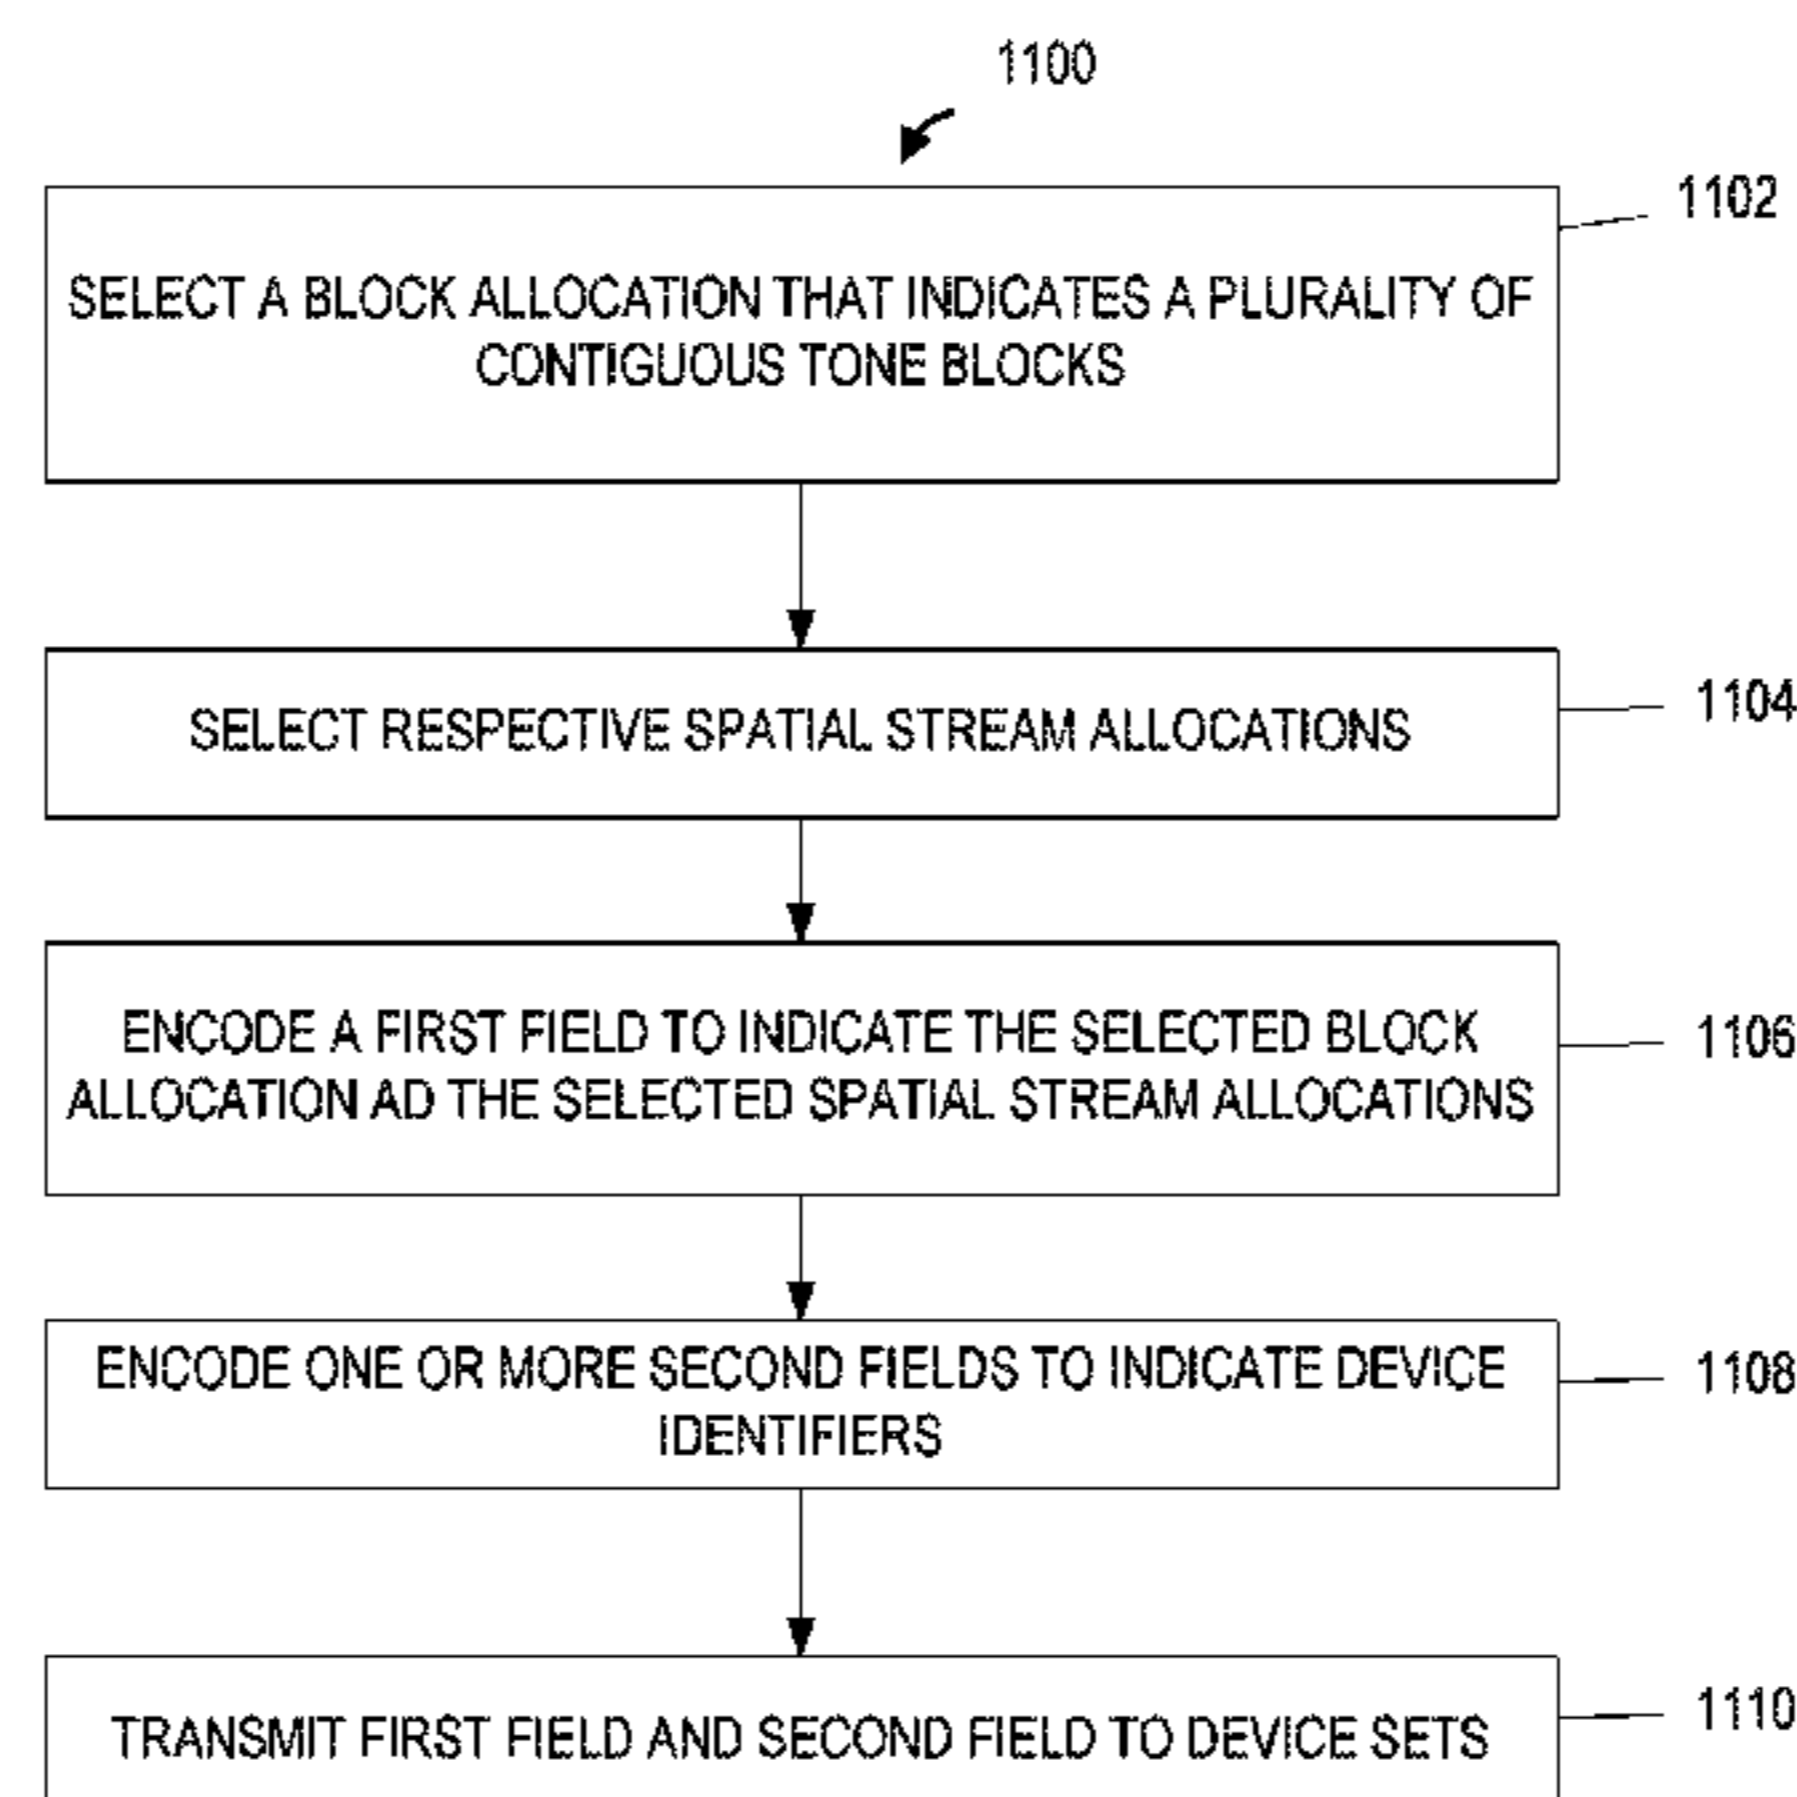 1100
1102
SELECT A BLOCK ALLOCATION THAT INDICATES A PLURALITY OF
CONTIGUOUS TONE BLOCKS
1104
SELECT RESPECTIVE SPATIAL STREAM ALLOCATIONS
1106
ENCODE A FIRST FIELD TO INDICATE THE SELECTED BLOCK
ALLOCATION AD THE SELECTED SPATIAL STREAM ALLOCATIONS
1108
ENCODE ONE OR MORE SECOND FIELDS TO INDICATE DEVICE
IDENTIFIERS
1110
TRANSMIT FIRST FIELD AND SECOND FIELD TO DEVICE SETS